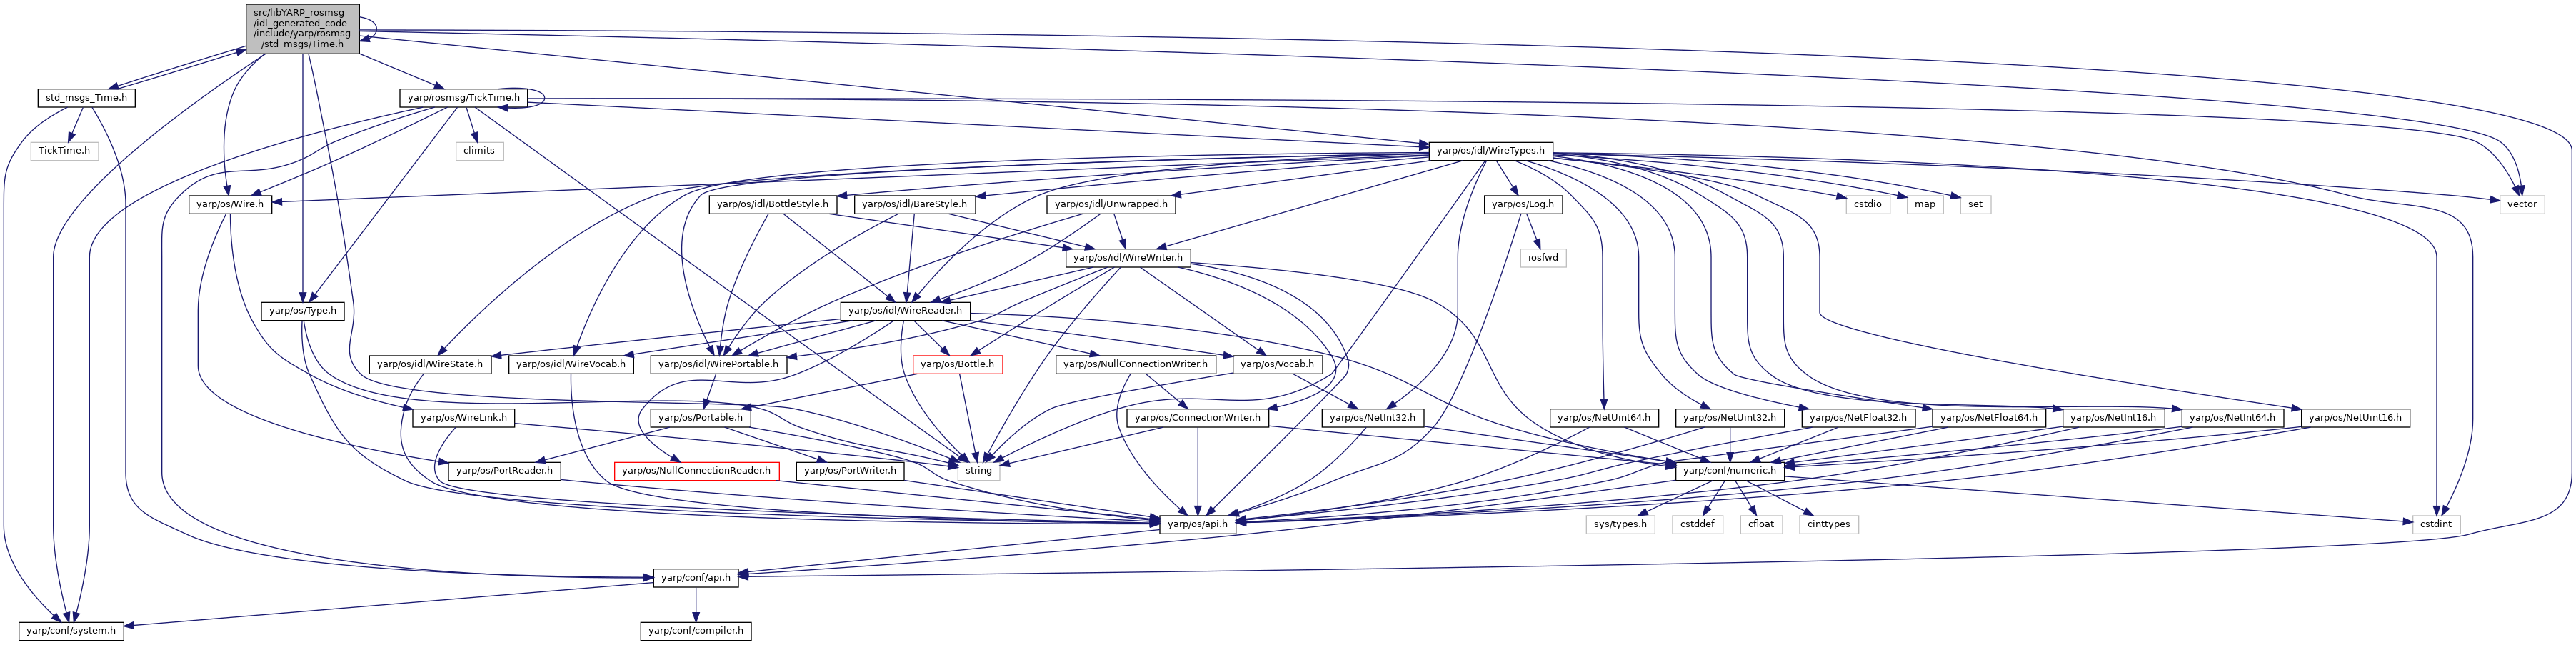 src/libYARP_rosmsg
/idl_generated_code
/include/yarp/rosmsg
/std_msgs/Time.h
std_msgs_Time.h
yarp/rosmsg/TickTime.h
TickTime.h
climits
yarp/os/idl/WireTypes.h
yarp/os/Wire.h
yarp/os/idl/BottleStyle.h
yarp/os/idl/BareStyle.h
yarp/os/idl/Unwrapped.h
yarp/os/Log.h
cstdio
map
set
vector
yarp/os/idl/WireWriter.h
iosfwd
yarp/os/Type.h
yarp/os/idl/WireReader.h
yarp/os/idl/WireState.h
yarp/os/idl/WireVocab.h
yarp/os/idl/WirePortable.h
yarp/os/Bottle.h
yarp/os/NullConnectionWriter.h
yarp/os/Vocab.h
yarp/os/WireLink.h
yarp/os/Portable.h
yarp/os/ConnectionWriter.h
yarp/os/NetInt32.h
yarp/os/NetUint64.h
yarp/os/NetUint32.h
yarp/os/NetFloat32.h
yarp/os/NetFloat64.h
yarp/os/NetInt16.h
yarp/os/NetInt64.h
yarp/os/NetUint16.h
yarp/os/PortReader.h
yarp/os/NullConnectionReader.h
yarp/os/PortWriter.h
string
yarp/conf/numeric.h
yarp/os/api.h
sys/types.h
cstddef
cfloat
cinttypes
cstdint
yarp/conf/api.h
yarp/conf/system.h
yarp/conf/compiler.h